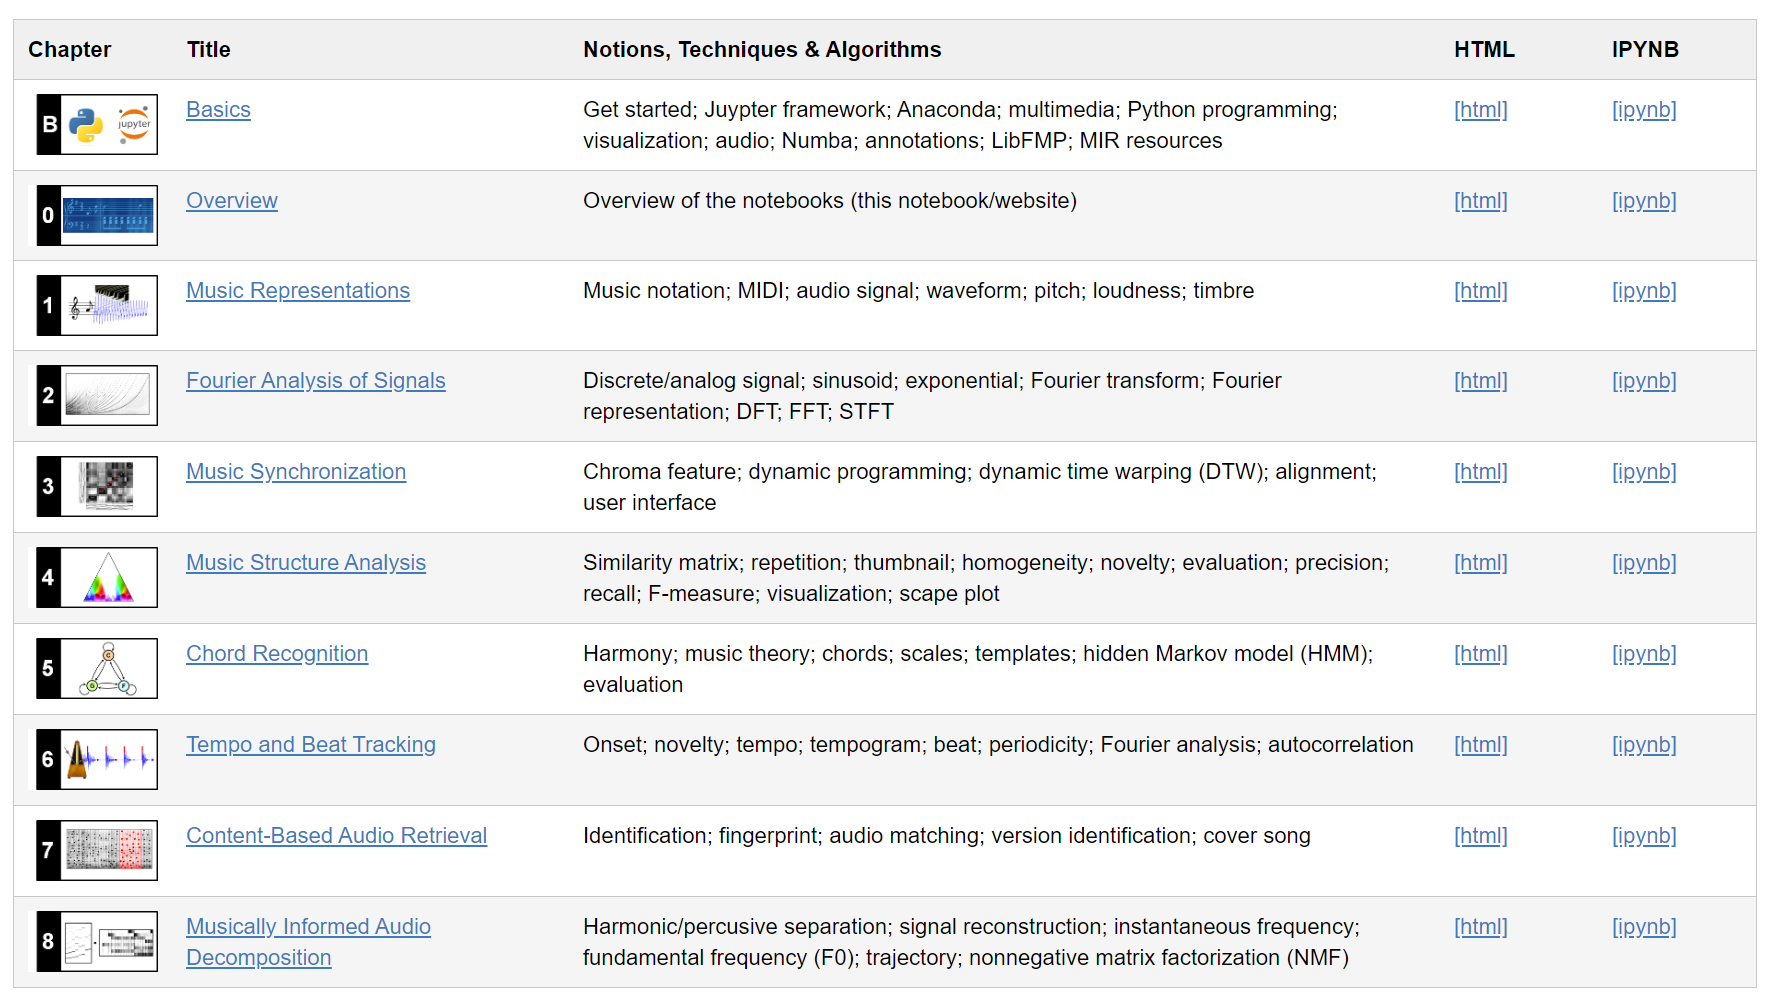 Chapter Title Notions, Techniques & Algorithms HTML IPYNB
B jupyter Basics Get started; Juypter framework; Anaconda; multimedia; Python programming; [html] [ipynb]
visualization; audio; Numba; annotations; LibFMP; MIR resources
0 Overview Overview of the notebooks (this notebook/website) [html] [ipynb]
1 Music Representations Music notation; MIDI; audio signal; waveform; pitch; loudness; timbre [html] [ipynb]
2 Fourier Analysis of Signals Discrete/analog signal; sinusoid; exponential; Fourier transform; Fourier [html] [ipynb]
representation; DFT; FFT; STFT
3 Music Synchronization Chroma feature; dynamic programming; dynamic time warping (DTW); alignment; [html] [ipynb]
user interface
4 Music Structure Analysis Similarity matrix; repetition; thumbnail; homogeneity; novelty; evaluation; precision; [html] [ipynb]
recall; F-measure; visualization; scape plot
5 C G F Chord Recognition Harmony; music theory; chords; scales; templates; hidden Markov model (HMM); [html] [ipynb]
evaluation
6 Tempo and Beat Tracking Onset; novelty; tempo; tempogram; beat; periodicity; Fourier analysis; autocorrelation [html] [ipynb]
7 Content-Based Audio Retrieval Identification; fingerprint; audio matching; version identification; cover song [html] [ipynb]
8 Musically Informed Audio Harmonic/percusive separation; signal reconstruction; instantaneous frequency; [html] [ipynb]
Decomposition fundamental frequency (F0); trajectory; nonnegative matrix factorization (NMF)